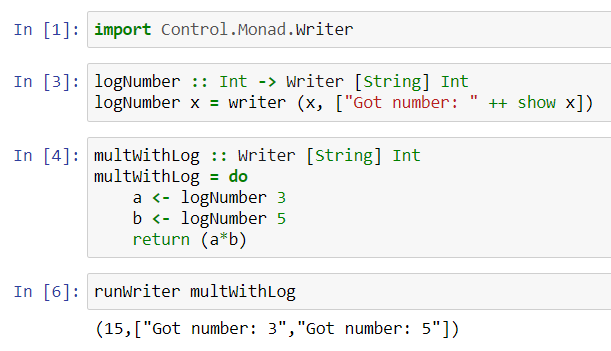 In [1]: import Control.Monad.Writer
In [3]: logNumber :: Int -> Writer [String] Int
logNumber x = writer (x, ["Got number: " ++ show x])
In [4]: multWithLog :: Writer [String] Int
multWithLog = do
a <- logNumber 3
b <- logNumber 5
return (a*b)
In [6]: runWriter multWithLog
(15,["Got number: 3","Got number: 5"])